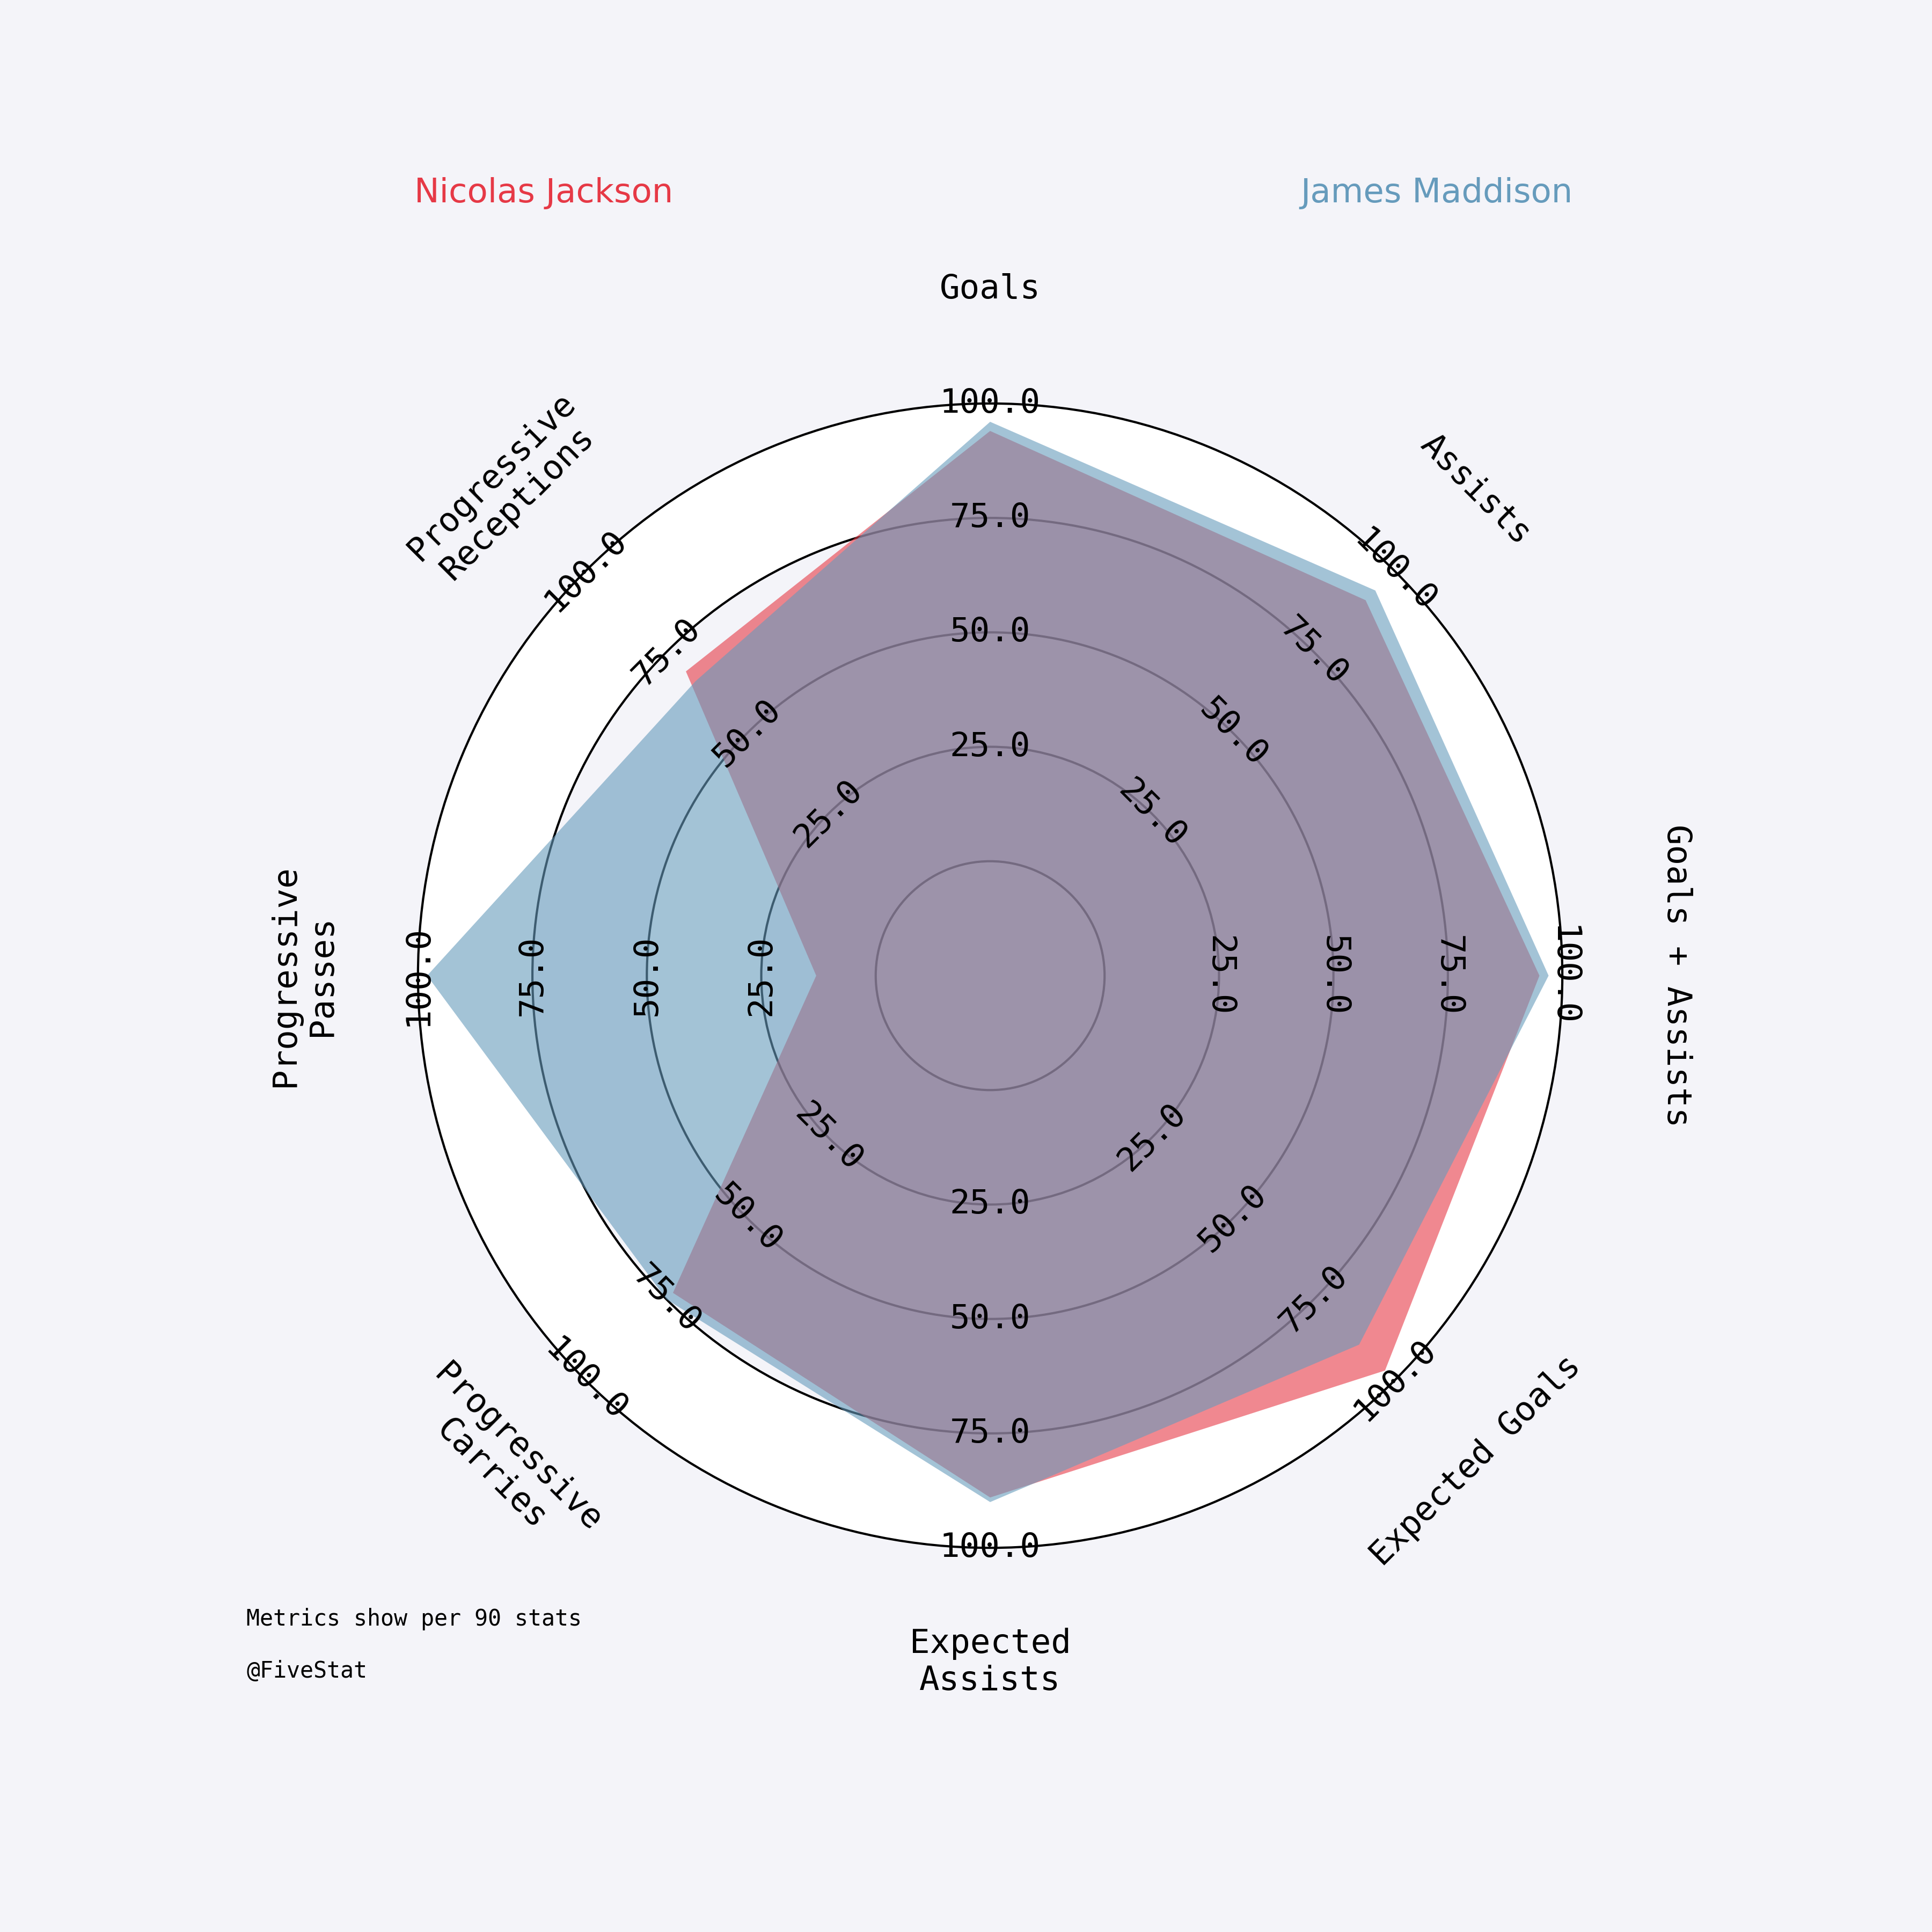 Nicolas Jackson
James Maddison
Goals
Progressive
Receptions
Assists
100.0
75.0
50.0
25.0
100.0
75.0
50.0
25.0
100.0
75.0
50.0
25.0
Progressive
Passes
100.0
75.0
50.0
25.0
25.0
50.0
75.0
100.0
Goals + Assists
25.0
50.0
75.0
100.0
25.0
50.0
75.0
100.0
25.0
50.0
75.0
100.0
Progressive
Carries
Expected Goals
Expected
Assists
Metrics show per 90 stats
@FiveStat